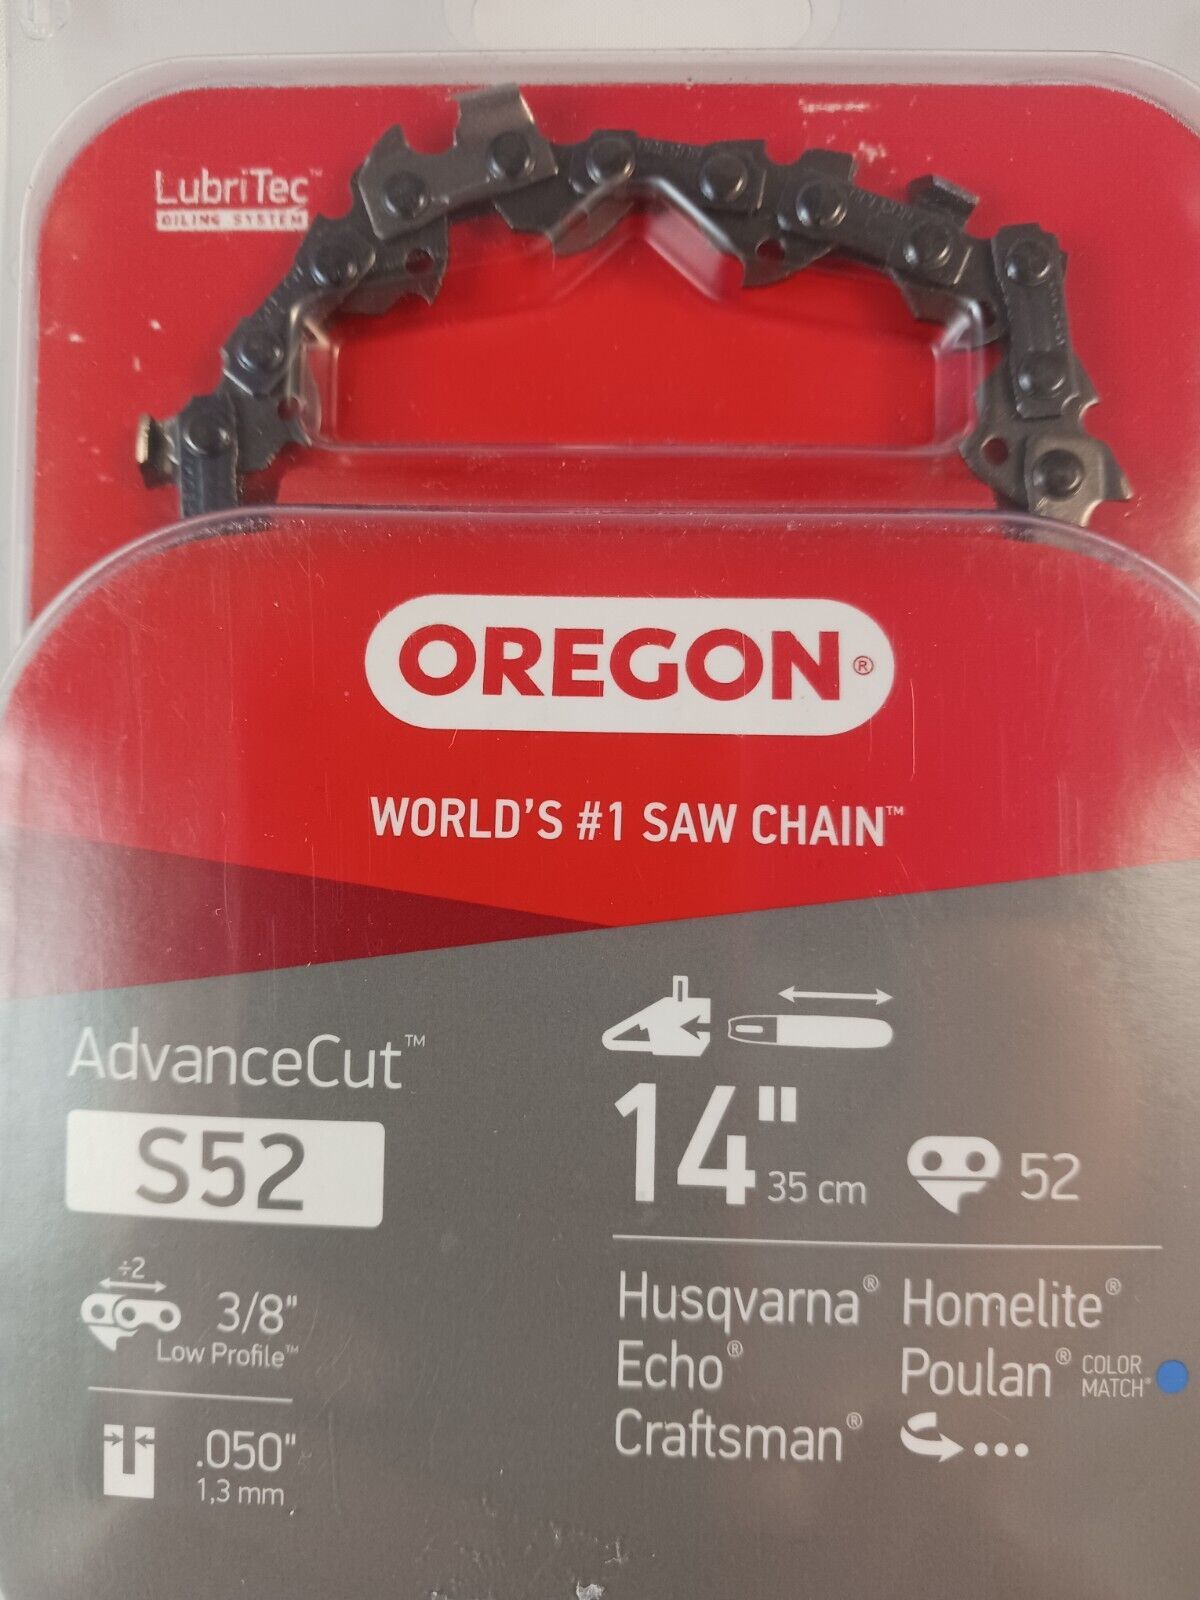 LubriTec™
OILING SYSTEM
OREGON®
WORLD'S #1 SAW CHAIN™
AdvanceCut™
S52
÷2
3/8"
Low Profile™
.050"
1,3 mm
14"
35 cm
52
Husqvarna®
Echo®
Craftsman®
Homelite®
Poulan®
COLOR
MATCH®